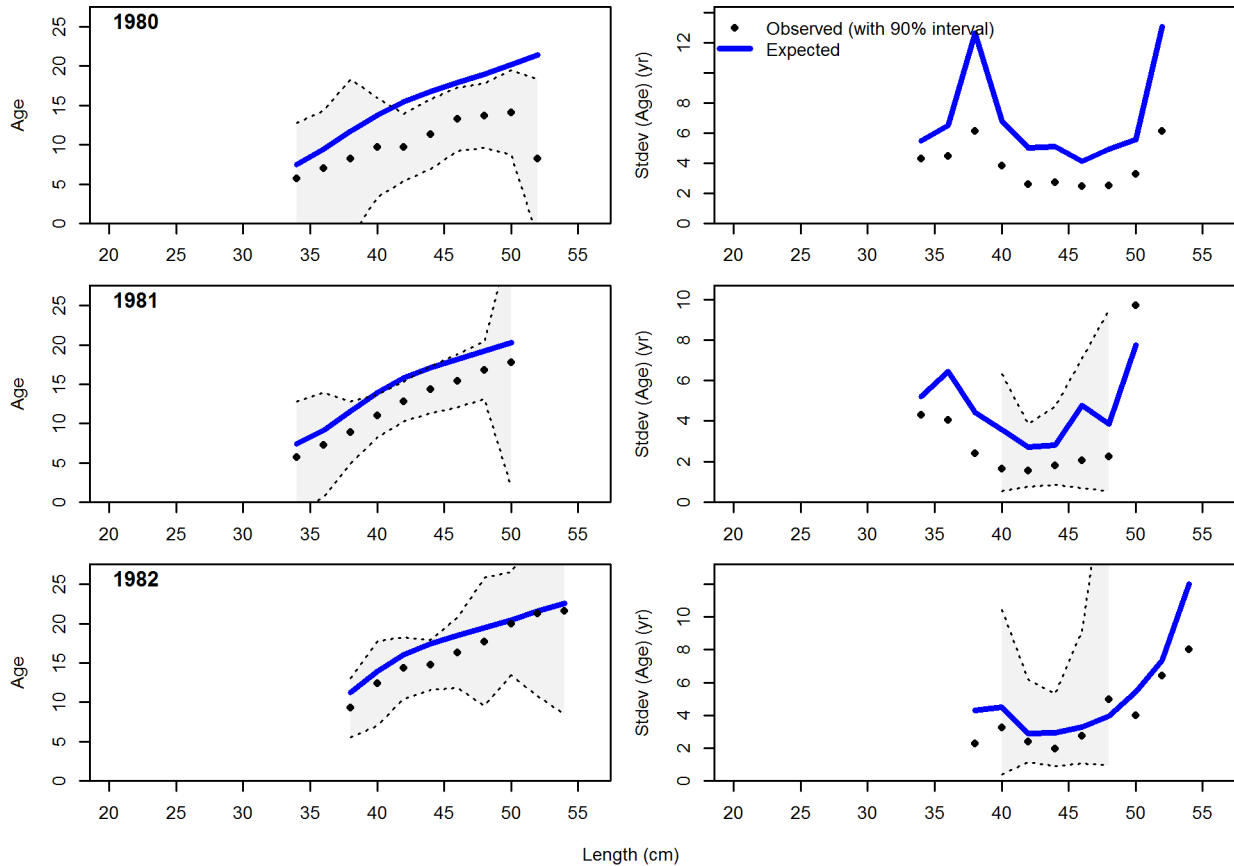 1980
Age
0 5 10 15 20 25
20 25 30 35 40 45 50 55
Observed (with 90% interval)
Expected
Stdev (Age) (yr)
0 2 4 6 8 12
20 25 30 35 40 45 50 55
1981
Age
0 5 10 15 20 25
20 25 30 35 40 45 50 55
Stdev (Age) (yr)
0 2 4 6 8 10
20 25 30 35 40 45 50 55
1982
Age
0 5 10 15 20 25
20 25 30 35 40 45 50 55
Stdev (Age) (yr)
0 2 4 6 8 10
20 25 30 35 40 45 50 55
Length (cm)